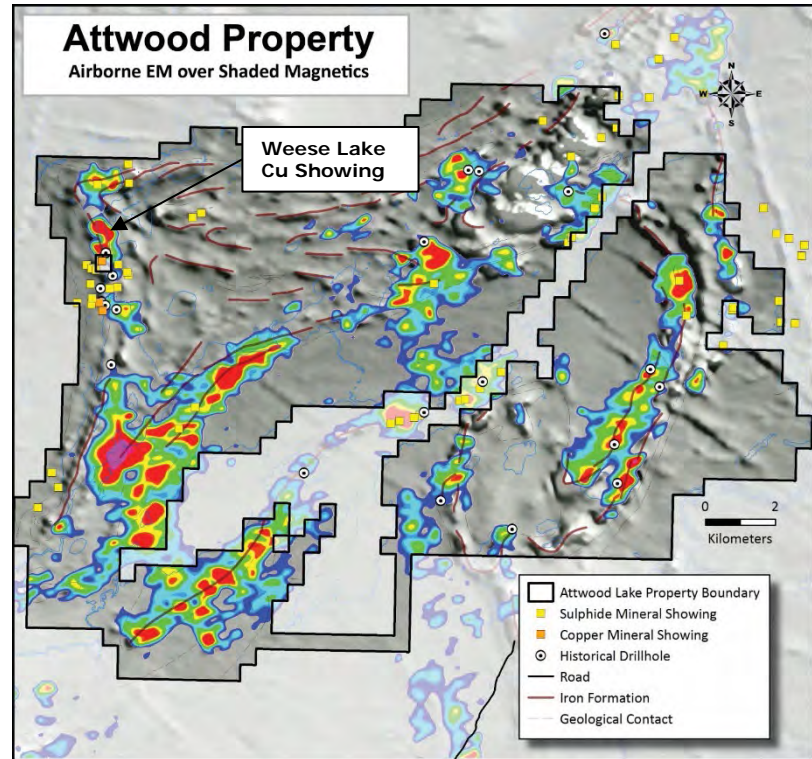 Attwood Property
Airborne EM over Shaded Magnetics
Weese Lake
Cu Showing
N
W
E
S
0 2
Kilometers
Attwood Lake Property Boundary
Sulphide Mineral Showing
Copper Mineral Showing
Historical Drillhole
Road
Iron Formation
Geological Contact